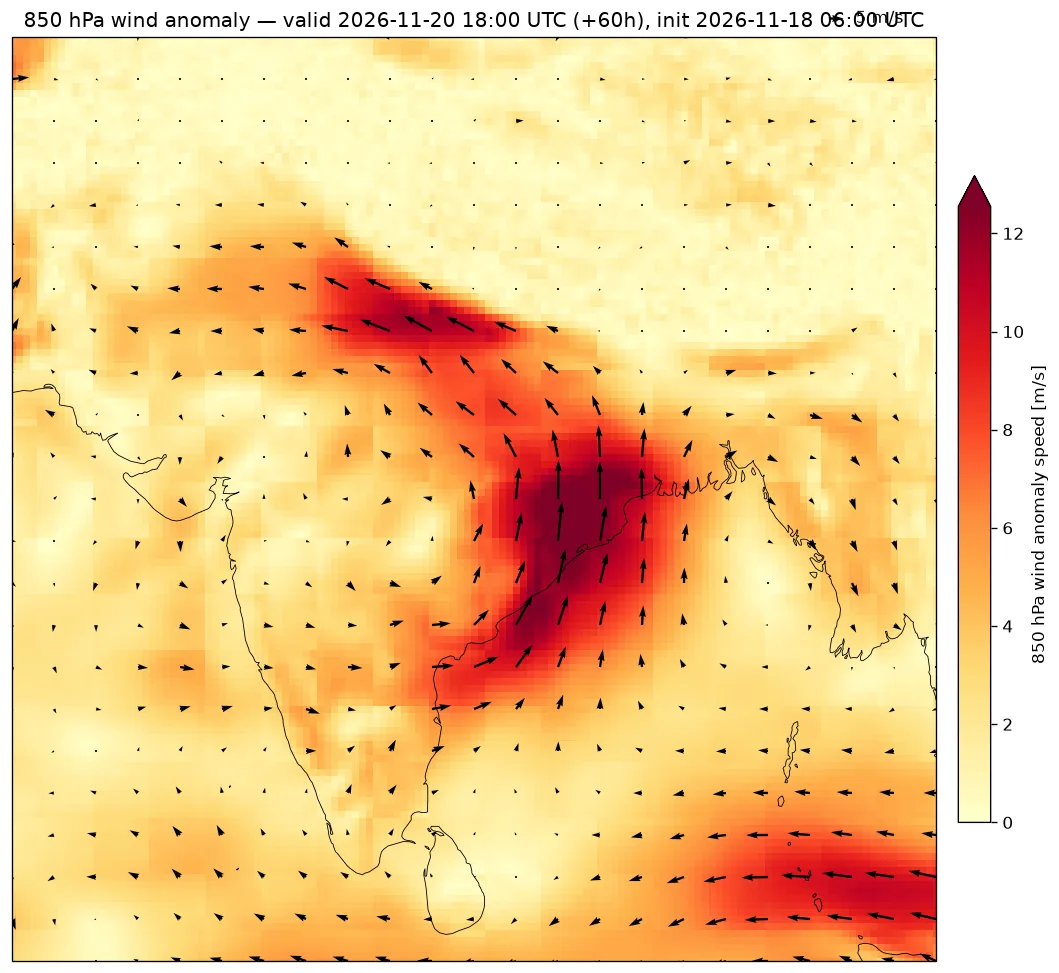 850 hPa wind anomaly — valid 2026-11-20 18:00 UTC (+60h), init 2026-11-18 06:00 UTC
5 m/s
12
10
8
6
4
2
0
850 hPa wind anomaly speed [m/s]